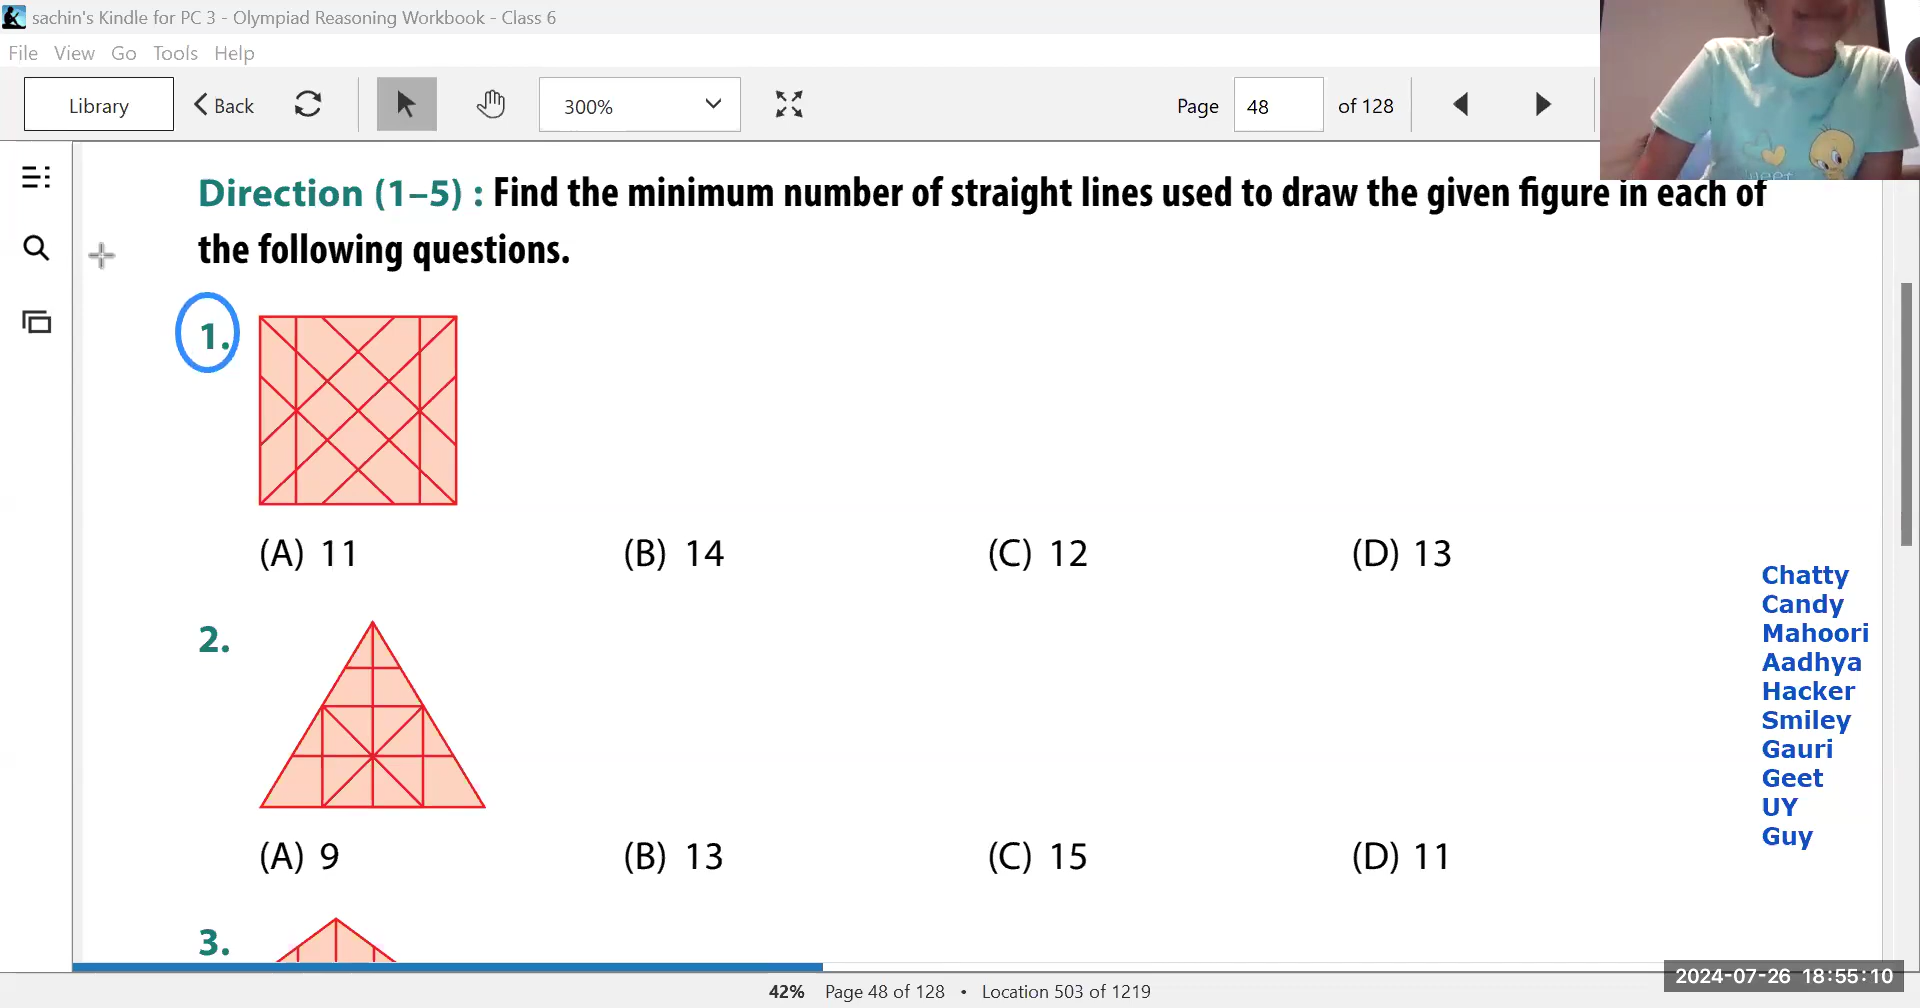 sachin's Kindle for PC 3 - Olympiad Reasoning Workbook - Class 6
File View Go Tools Help
Library Back 300% Page 48 of 128
Direction (1–5) : Find the minimum number of straight lines used to draw the given figure in each of
the following questions.
1.
(A) 11 (B) 14 (C) 12 (D) 13
2.
(A) 9 (B) 13 (C) 15 (D) 11
3.
Chatty
Candy
Mahoori
Aadhya
Hacker
Smiley
Gauri
Geet
UY
Guy
2024-07-26 18:55:10
42% Page 48 of 128 • Location 503 of 1219